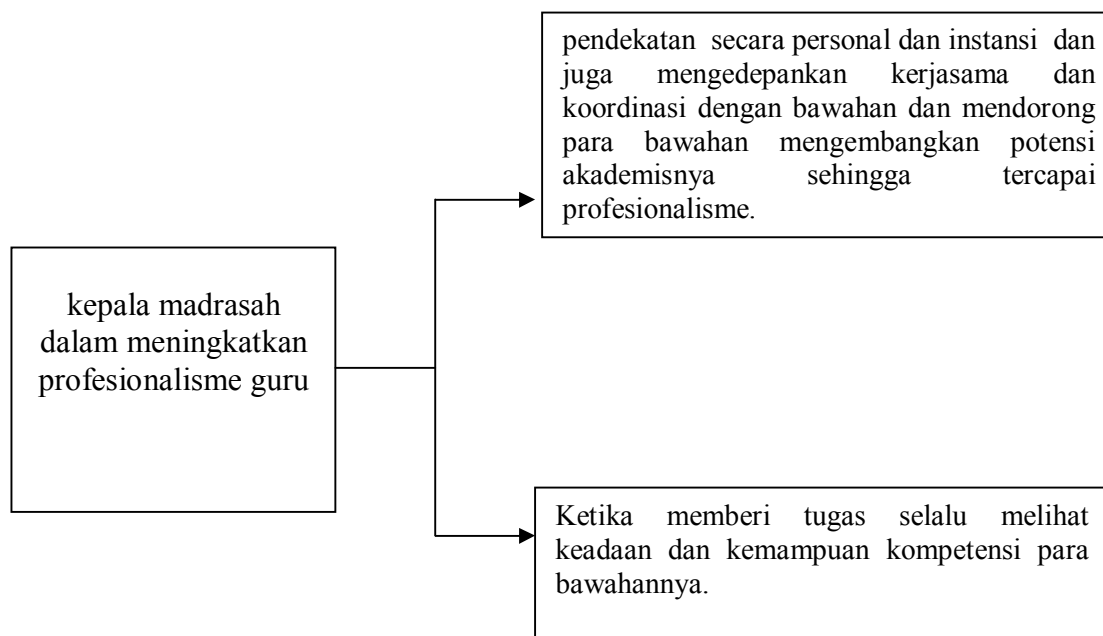 kepala madrasah
dalam meningkatkan
profesionalisme guru
pendekatan secara personal dan instansi dan
juga mengedepankan kerjasama dan
koordinasi dengan bawahan dan mendorong
para bawahan mengembangkan potensi
akademisnya sehingga tercapai
profesionalisme.
Ketika memberi tugas selalu melihat
keadaan dan kemampuan kompetensi para
bawahannya.